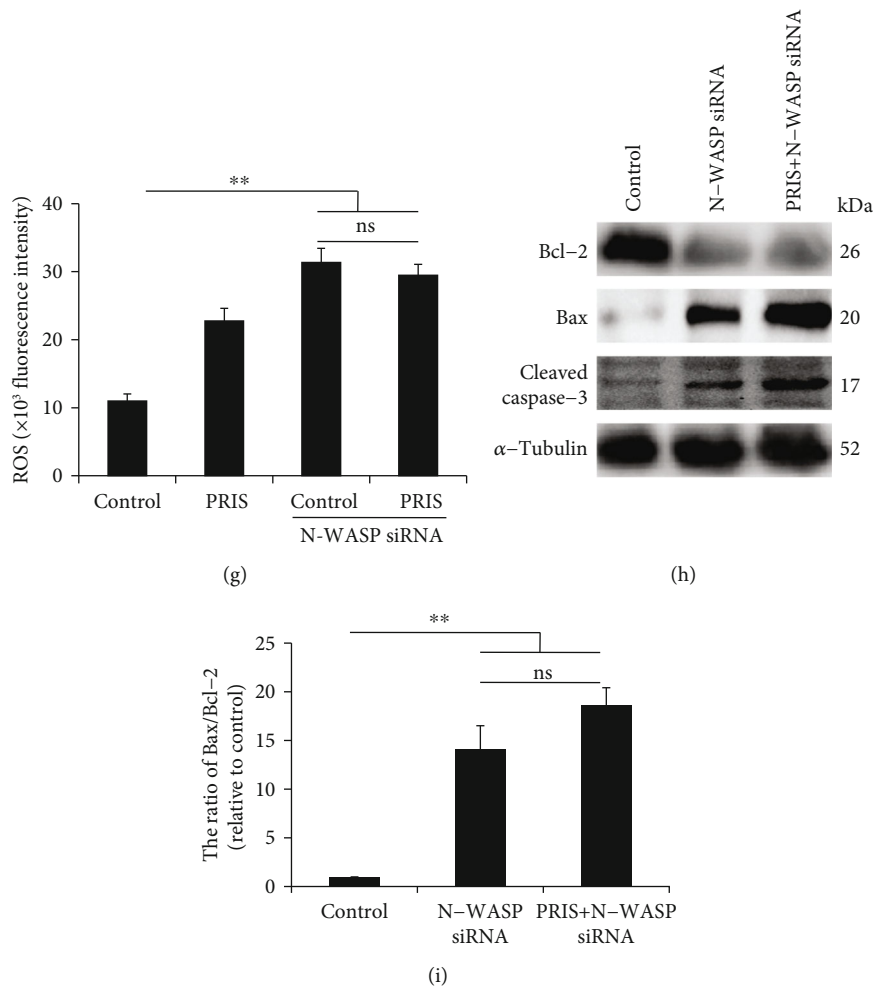 **
ns
ROS (×10³ fluorescence intensity)
40
30
20
10
0
Control
PRIS
Control
PRIS
N-WASP siRNA
(g)
Control
N−WASP siRNA
PRIS+N−WASP siRNA
kDa
Bcl−2
26
Bax
20
Cleaved
caspase−3
17
α−Tubulin
52
(h)
**
ns
The ratio of Bax/Bcl−2
(relative to control)
25
20
15
10
5
0
Control
N−WASP
siRNA
PRIS+N−WASP
siRNA
(i)